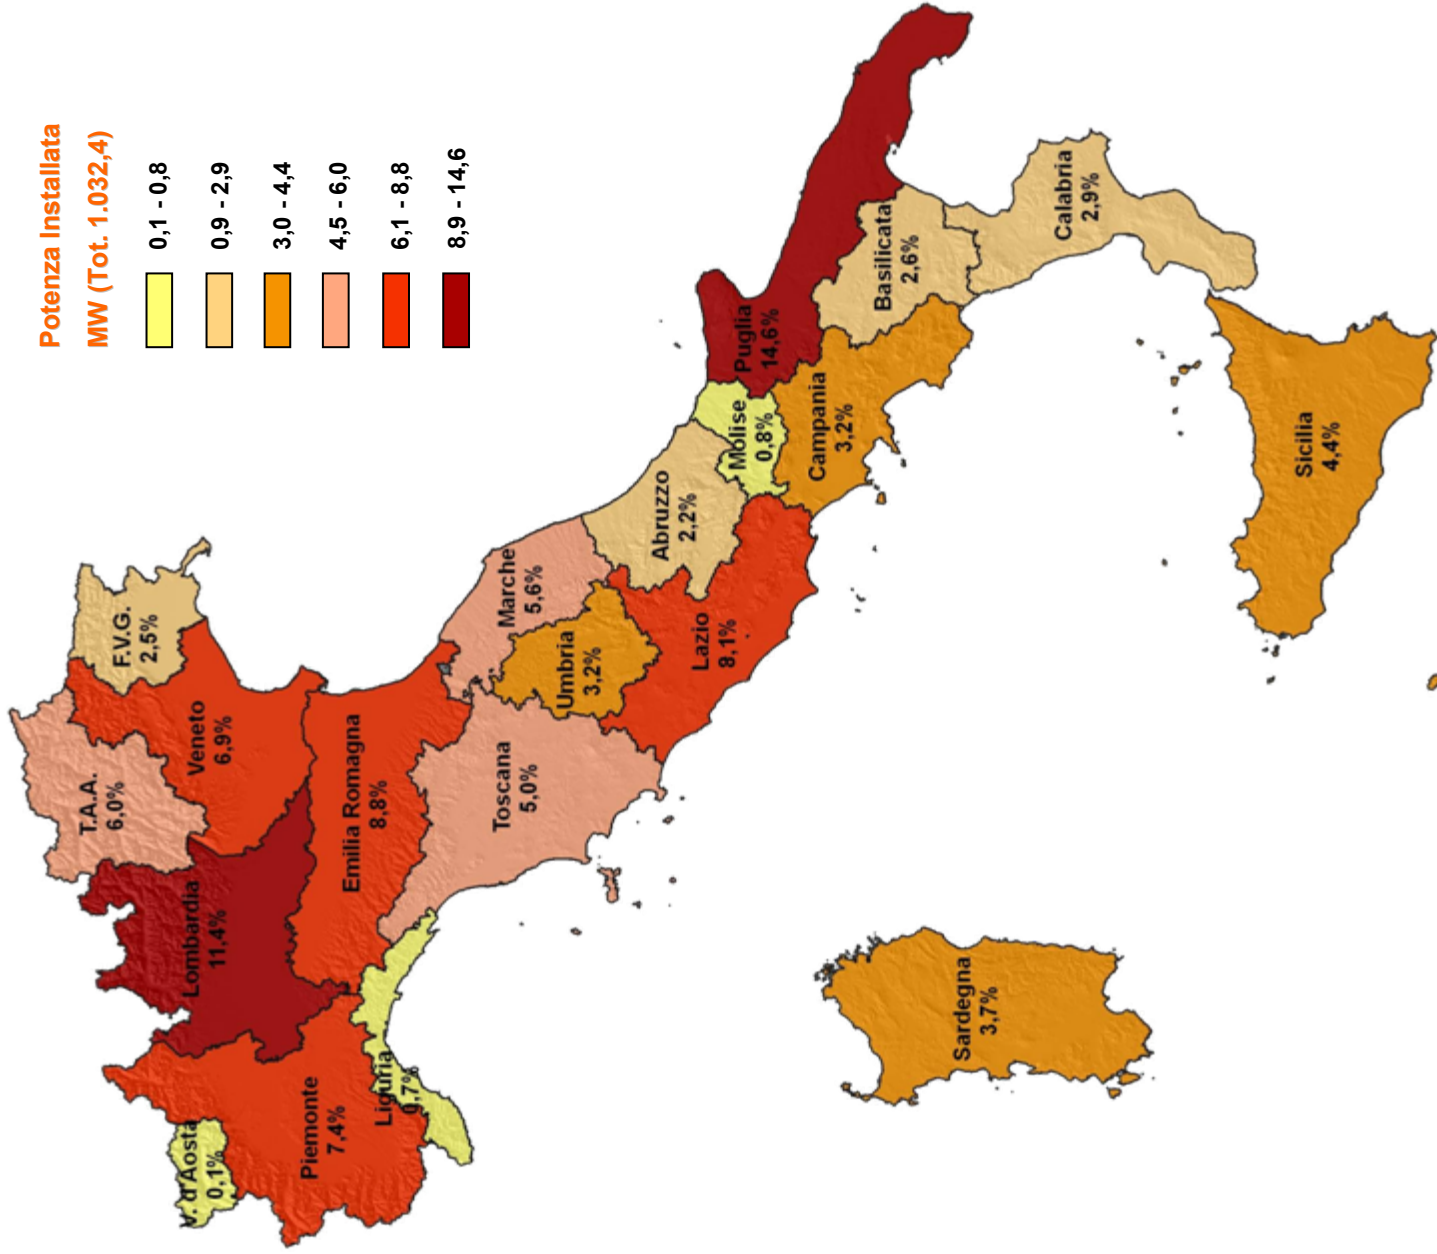 Potenza Installata
MW (Tot. 1.032,4)
0,1 - 0,8
0,9 - 2,9
3,0 - 4,4
4,5 - 6,0
6,1 - 8,8
8,9 - 14,6
V. d'Aosta
0,1%
Piemonte
7,4%
Liguria
0,7%
Lombardia
11,4%
T.A.A.
6,0%
Veneto
6,9%
F.V.G.
2,5%
Emilia Romagna
8,8%
Toscana
5,0%
Marche
5,6%
Umbria
3,2%
Lazio
8,1%
Abruzzo
2,2%
Molise
0,8%
Campania
3,2%
Puglia
14,6%
Basilicata
2,6%
Calabria
2,9%
Sicilia
4,4%
Sardegna
3,7%